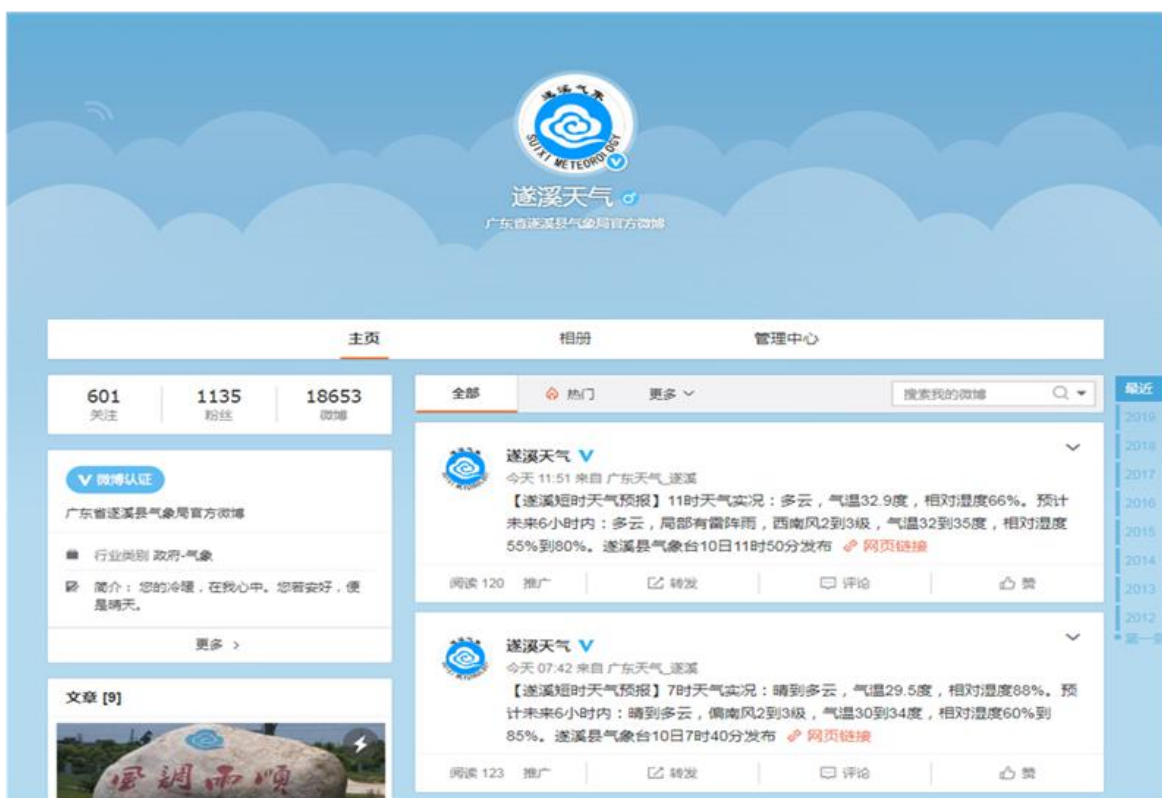 遂溪气象
SUIXI METEOROLOGY
遂溪天气
广东省遂溪县气象局官方微博
主页 相册 管理中心
601 1135 18653
关注 粉丝 微博
V 微博认证
广东省遂溪县气象局官方微博
行业类别 政府-气象
简介： 您的冷暖，在我心中。您若安好，便
是晴天。
更多 >
文章 [9]
風調雨順
全部 热门 更多 搜索我的微博
遂溪天气
今天 11:51 来自 广东天气_遂溪
【遂溪短时天气预报】11时天气实况：多云，气温32.9度，相对湿度66%。预计
未来6小时内：多云，局部有雷阵雨，西南风2到3级，气温32到35度，相对湿度
55%到80%。遂溪县气象台10日11时50分发布 网页链接
阅读 120 推广 转发 评论 赞
遂溪天气
今天 07:42 来自 广东天气_遂溪
【遂溪短时天气预报】7时天气实况：晴到多云，气温29.5度，相对湿度88%。预
计未来6小时内：晴到多云，偏南风2到3级，气温30到34度，相对湿度60%到
85%。遂溪县气象台10日7时40分发布 网页链接
阅读 123 推广 转发 评论 赞
最近
2019
2018
2017
2016
2015
2014
2013
2012
第一条